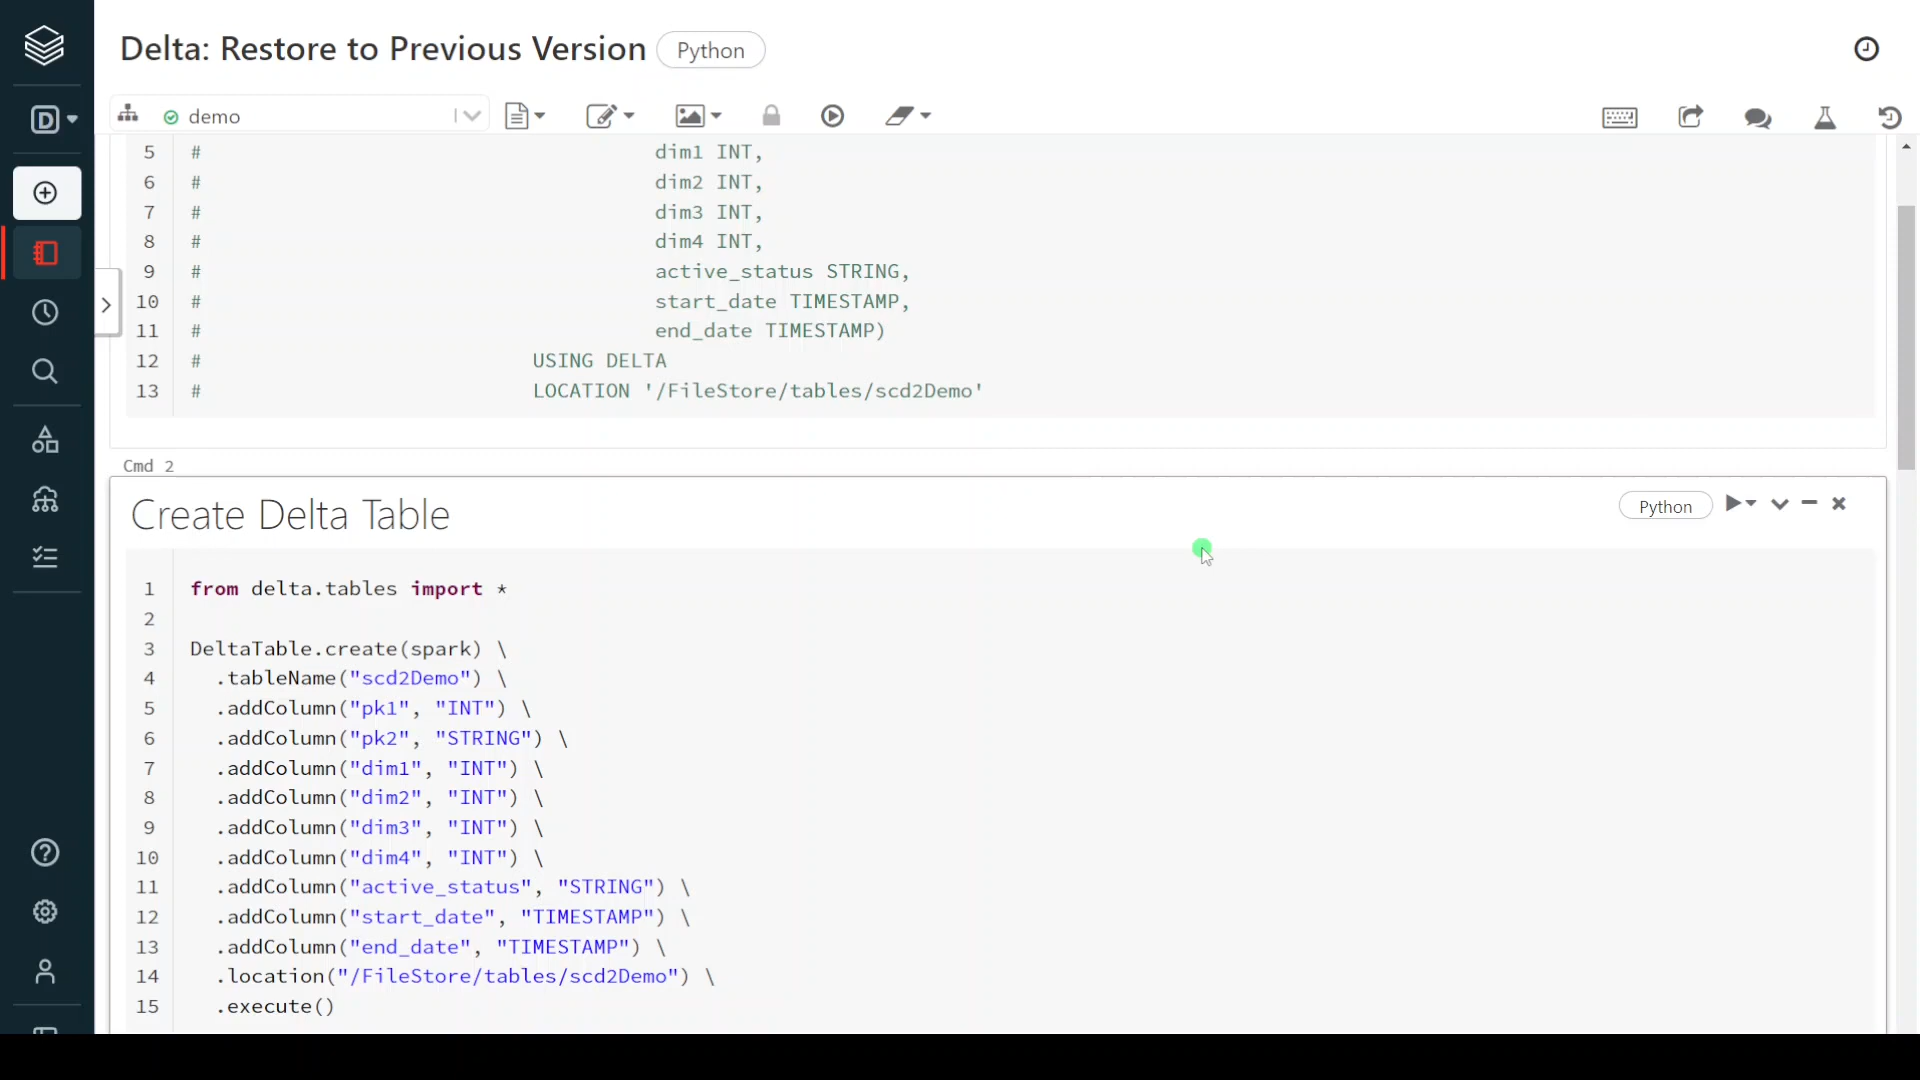 Delta: Restore to Previous Version Python
demo
5 # dim1 INT,
6 # dim2 INT,
7 # dim3 INT,
8 # dim4 INT,
9 # active_status STRING,
10 # start_date TIMESTAMP,
11 # end_date TIMESTAMP)
12 # USING DELTA
13 # LOCATION '/FileStore/tables/scd2Demo'
Cmd 2
Create Delta Table Python
1 from delta.tables import *
2
3 DeltaTable.create(spark) \
4 .tableName("scd2Demo") \
5 .addColumn("pk1", "INT") \
6 .addColumn("pk2", "STRING") \
7 .addColumn("dim1", "INT") \
8 .addColumn("dim2", "INT") \
9 .addColumn("dim3", "INT") \
10 .addColumn("dim4", "INT") \
11 .addColumn("active_status", "STRING") \
12 .addColumn("start_date", "TIMESTAMP") \
13 .addColumn("end_date", "TIMESTAMP") \
14 .location("/FileStore/tables/scd2Demo") \
15 .execute()